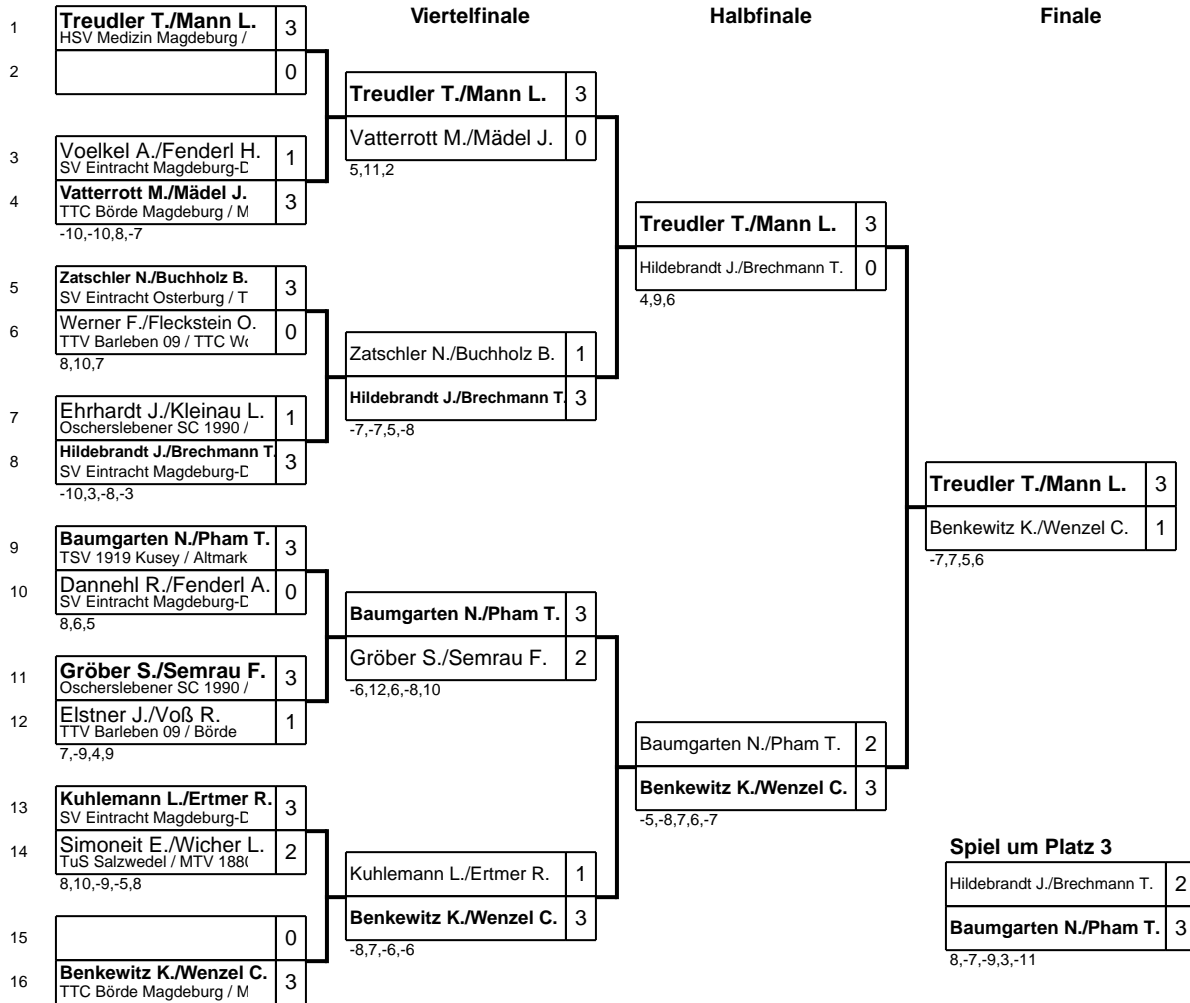 Viertelfinale
Halbfinale
Finale
1
Treudler T./Mann L.
HSV Medizin Magdeburg /
3
2
0
3
Voelkel A./Fenderl H.
SV Eintracht Magdeburg-D
1
4
Vatterrott M./Mädel J.
TTC Börde Magdeburg / M
3
-10,-10,8,-7
5
Zatschler N./Buchholz B.
SV Eintracht Osterburg / T
3
6
Werner F./Fleckstein O.
TTV Barleben 09 / TTC Wo
0
8,10,7
7
Ehrhardt J./Kleinau L.
Oscherslebener SC 1990 /
1
8
Hildebrandt J./Brechmann T.
SV Eintracht Magdeburg-D
3
-10,3,-8,-3
9
Baumgarten N./Pham T.
TSV 1919 Kusey / Altmark
3
10
Dannehl R./Fenderl A.
SV Eintracht Magdeburg-D
0
8,6,5
11
Gröber S./Semrau F.
Oscherslebener SC 1990 /
3
12
Elstner J./Voß R.
TTV Barleben 09 / Börde
1
7,-9,4,9
13
Kuhlemann L./Ertmer R.
SV Eintracht Magdeburg-D
3
14
Simoneit E./Wicher L.
TuS Salzwedel / MTV 1880
2
8,10,-9,-5,8
15
0
16
Benkewitz K./Wenzel C.
TTC Börde Magdeburg / M
3
Treudler T./Mann L. 3
Vatterrott M./Mädel J. 0
5,11,2
Zatschler N./Buchholz B. 1
Hildebrandt J./Brechmann T. 3
-7,-7,5,-8
Baumgarten N./Pham T. 3
Gröber S./Semrau F. 2
-6,12,6,-8,10
Kuhlemann L./Ertmer R. 1
Benkewitz K./Wenzel C. 3
-8,7,-6,-6
Treudler T./Mann L. 3
Hildebrandt J./Brechmann T. 0
4,9,6
Baumgarten N./Pham T. 2
Benkewitz K./Wenzel C. 3
-5,-8,7,6,-7
Treudler T./Mann L. 3
Benkewitz K./Wenzel C. 1
-7,7,5,6
Spiel um Platz 3
Hildebrandt J./Brechmann T. 2
Baumgarten N./Pham T. 3
8,-7,-9,3,-11